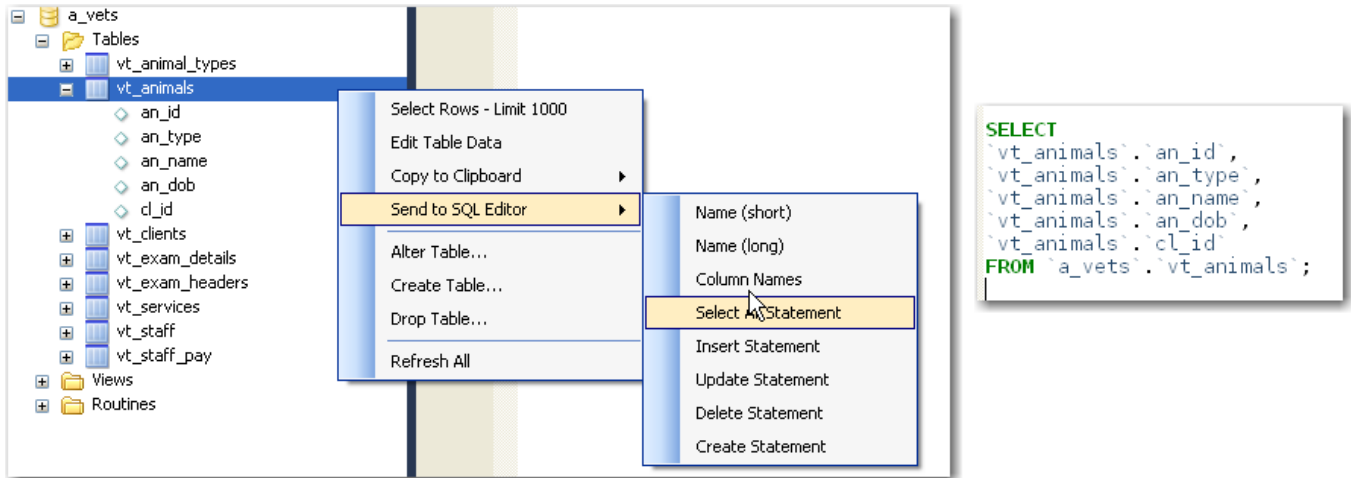 a_vets
Tables
vt_animal_types
vt_animals
an_id
an_type
an_name
an_dob
cl_id
vt_clients
vt_exam_details
vt_exam_headers
vt_services
vt_staff
vt_staff_pay
Views
Routines
Select Rows - Limit 1000
Edit Table Data
Copy to Clipboard
Send to SQL Editor
Alter Table...
Create Table...
Drop Table...
Refresh All
Name (short)
Name (long)
Column Names
Select Statement
Insert Statement
Update Statement
Delete Statement
Create Statement
SELECT
`vt_animals`.`an_id`,
`vt_animals`.`an_type`,
`vt_animals`.`an_name`,
`vt_animals`.`an_dob`,
`vt_animals`.`cl_id`
FROM `a_vets`.`vt_animals`;